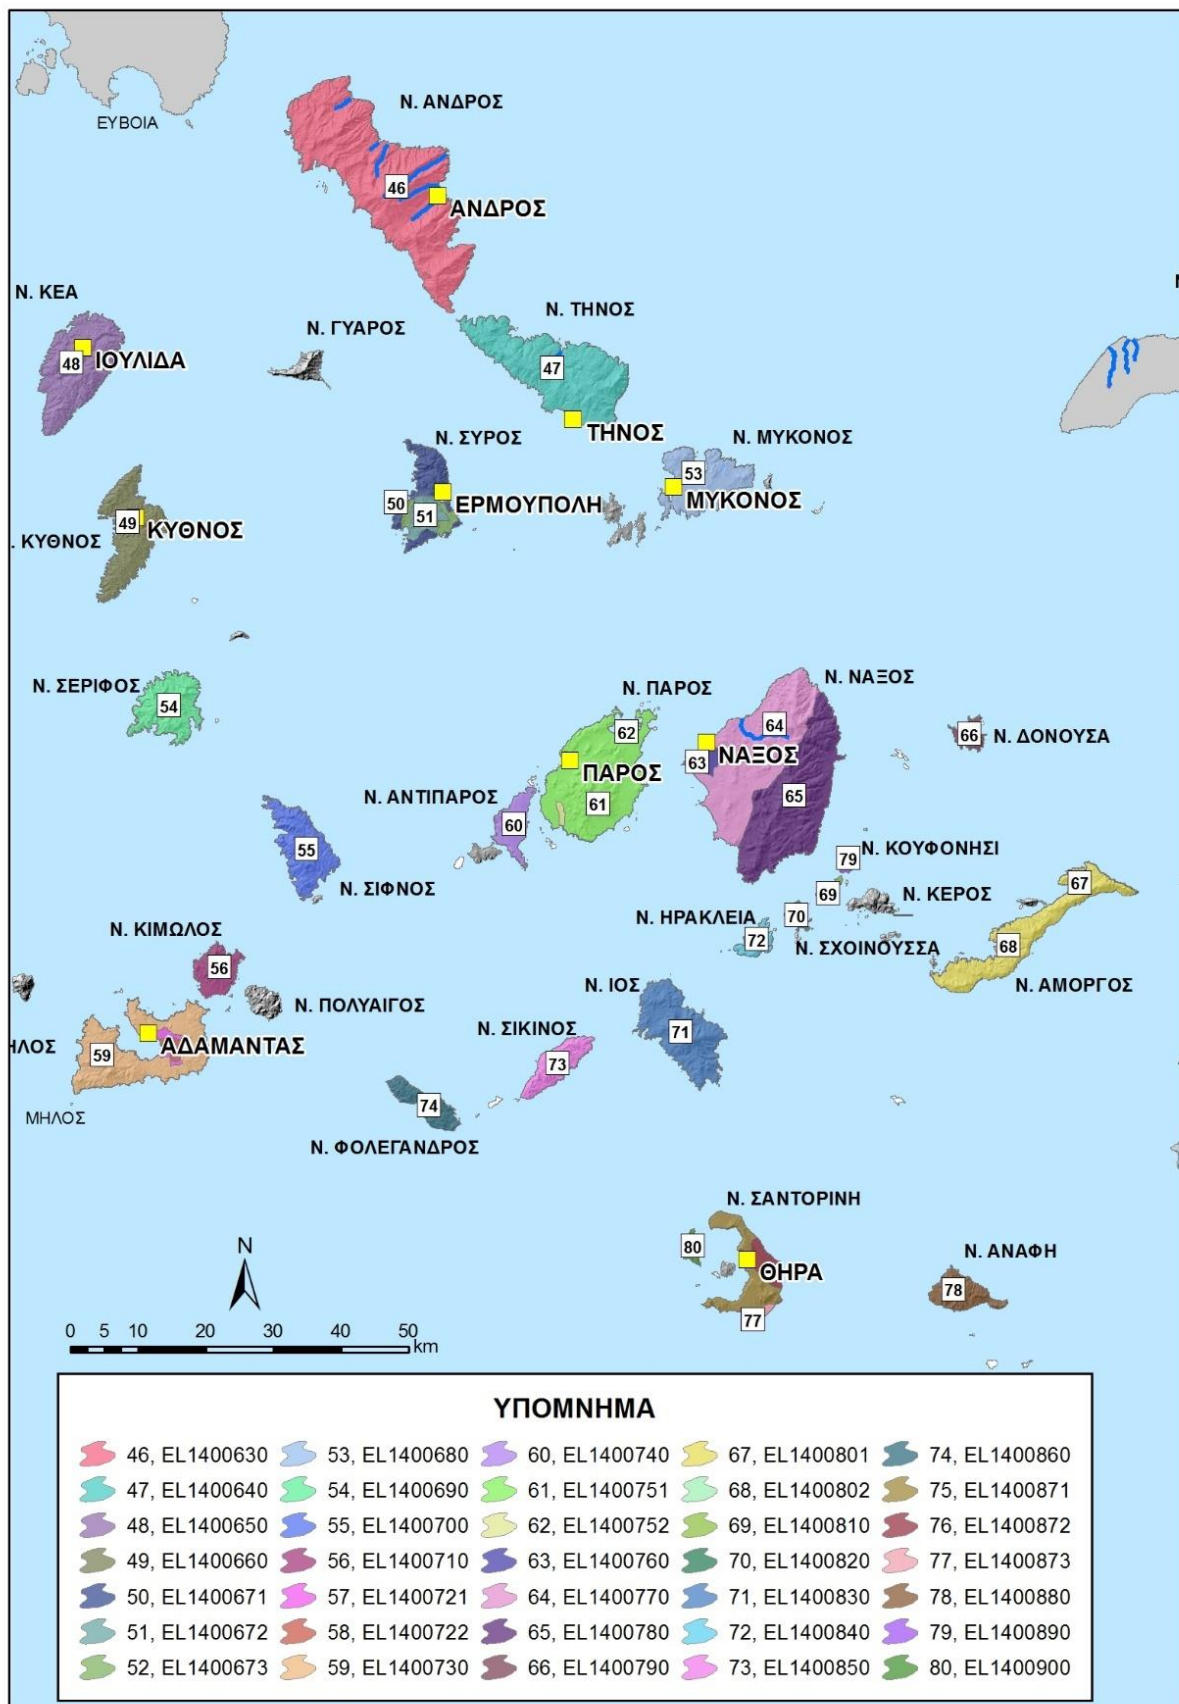 Ν. ΑΝΔΡΟΣ
ΕΥΒΟΙΑ
46
ΑΝΔΡΟΣ
Ν. ΚΕΑ
Ν. ΤΗΝΟΣ
Ν. ΓΥΑΡΟΣ
48
ΙΟΥΛΙΔΑ
47
ΤΗΝΟΣ
Ν. ΣΥΡΟΣ
Ν. ΜΥΚΟΝΟΣ
53
50
51
ΕΡΜΟΥΠΟΛΗ
ΜΥΚΟΝΟΣ
49
ΚΥΘΝΟΣ
. ΚΥΘΝΟΣ
Ν. ΣΕΡΙΦΟΣ
54
Ν. ΠΑΡΟΣ
Ν. ΝΑΞΟΣ
62
64
66
Ν. ΔΟΝΟΥΣΑ
63
ΝΑΞΟΣ
ΠΑΡΟΣ
61
65
Ν. ΑΝΤΙΠΑΡΟΣ
60
55
Ν. ΣΙΦΝΟΣ
79
Ν. ΚΟΥΦΟΝΗΣΙ
67
69
Ν. ΚΕΡΟΣ
70
Ν. ΗΡΑΚΛΕΙΑ
72
Ν. ΣΧΟΙΝΟΥΣΣΑ
68
Ν. ΑΜΟΡΓΟΣ
Ν. ΚΙΜΩΛΟΣ
56
Ν. ΠΟΛΥΑΙΓΟΣ
Ν. ΙΟΣ
71
Ν. ΣΙΚΙΝΟΣ
73
ΗΛΟΣ
59
ΑΔΑΜΑΝΤΑΣ
ΜΗΛΟΣ
74
Ν. ΦΟΛΕΓΑΝΔΡΟΣ
Ν. ΣΑΝΤΟΡΙΝΗ
80
ΘΗΡΑ
77
Ν. ΑΝΑΦΗ
78
N
0 5 10 20 30 40 50
km
ΥΠΟΜΝΗΜΑ
46, EL1400630 53, EL1400680 60, EL1400740 67, EL1400801 74, EL1400860
47, EL1400640 54, EL1400690 61, EL1400751 68, EL1400802 75, EL1400871
48, EL1400650 55, EL1400700 62, EL1400752 69, EL1400810 76, EL1400872
49, EL1400660 56, EL1400710 63, EL1400760 70, EL1400820 77, EL1400873
50, EL1400671 57, EL1400721 64, EL1400770 71, EL1400830 78, EL1400880
51, EL1400672 58, EL1400722 65, EL1400780 72, EL1400840 79, EL1400890
52, EL1400673 59, EL1400730 66, EL1400790 73, EL1400850 80, EL1400900